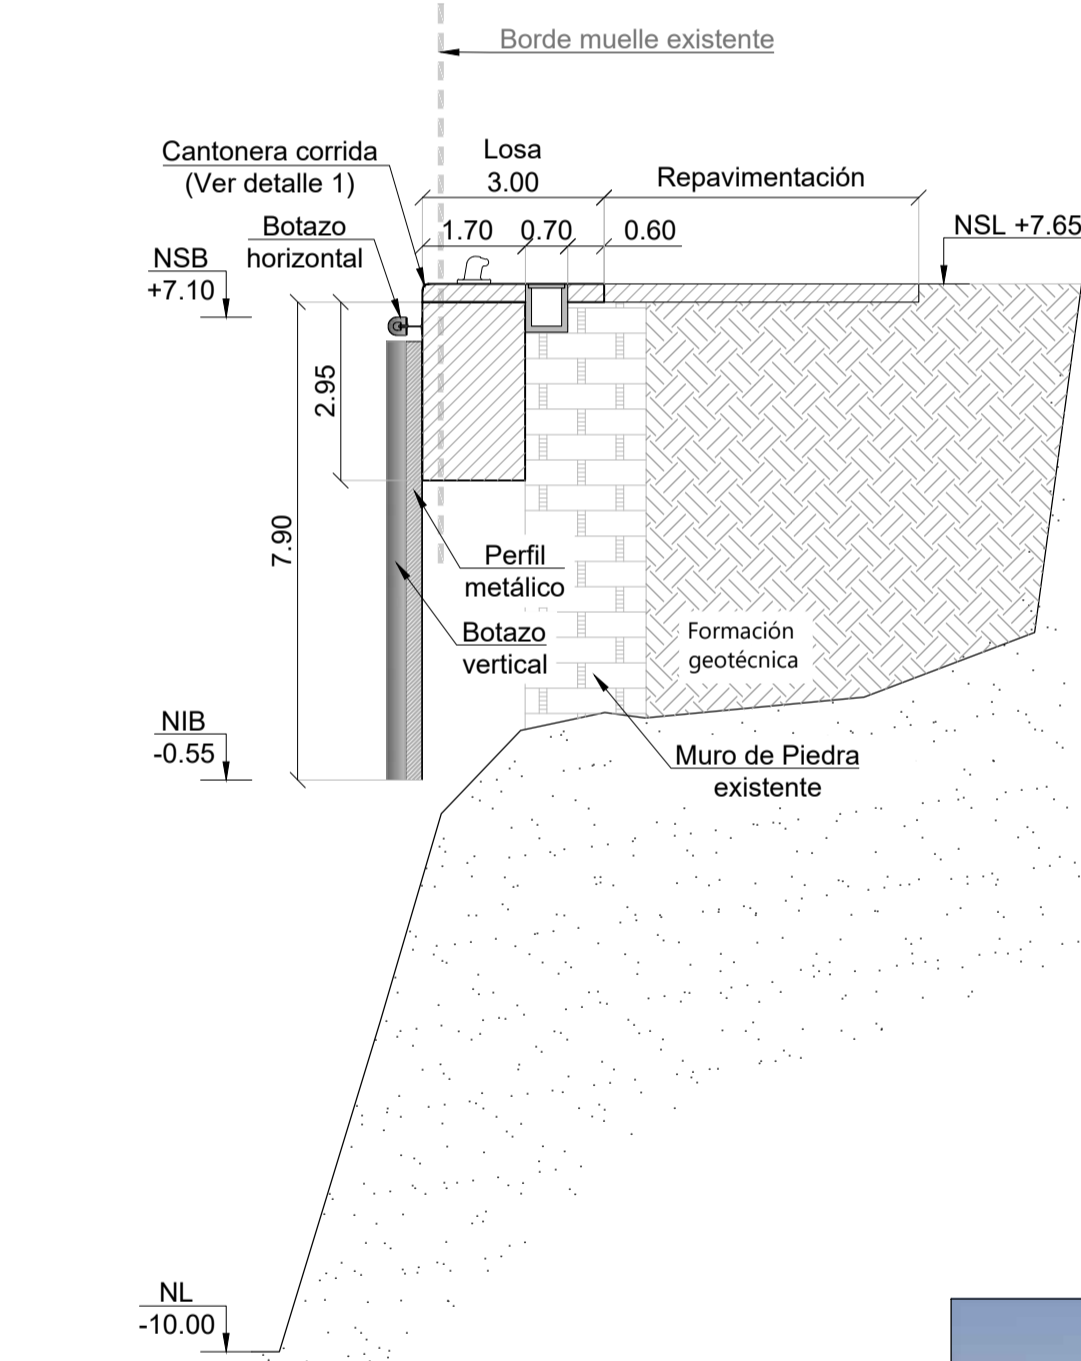 Borde muelle existente
Cantonera corrida
(Ver detalle 1)
Losa
3.00
Repavimentación
Botazo
horizontal
1.70
0.70
0.60
NSL +7.65
NSB
+7.10
2.95
7.90
Perfil
metálico
Botazo
vertical
Formación
geotécnica
NIB
-0.55
Muro de Piedra
existente
NL
-10.00